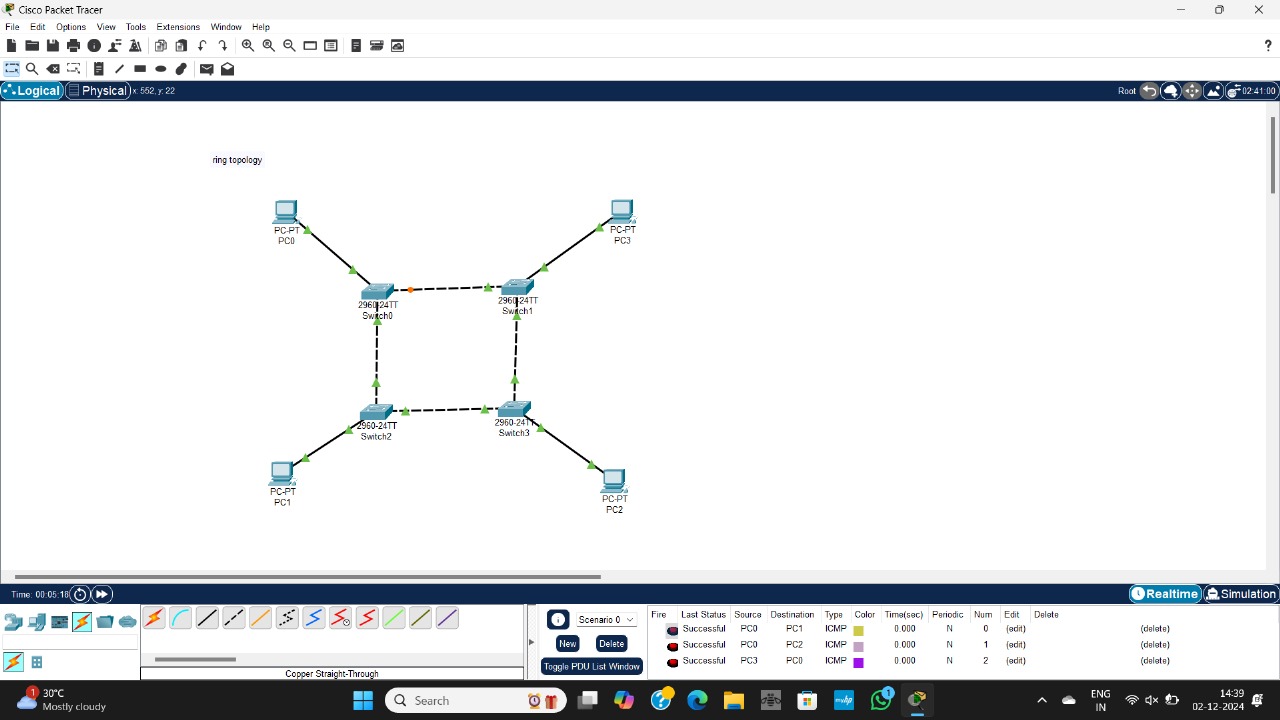 Cisco Packet Tracer
File Edit Options View Tools Extensions Window Help
?
Logical Physical x: 552, y: 22 Root 02:41:00
ring topology
PC-PT
PC0
PC-PT
PC3
2960-24TT
Switch0
2960-24TT
Switch1
2960-24TT
Switch2
2960-24TT
Switch3
PC-PT
PC1
PC-PT
PC2
Time: 00:05:18 Realtime Simulation
Scenario 0
New Delete
Toggle PDU List Window
Copper Straight-Through
Fire Last Status Source Destination Type Color Time(sec) Periodic Num Edit Delete
Successful PC0 PC1 ICMP 0.000 N 0 (edit) (delete)
Successful PC0 PC2 ICMP 0.000 N 1 (edit) (delete)
Successful PC3 PC0 ICMP 0.000 N 2 (edit) (delete)
1
30°C
Mostly cloudy
Search
myhp
1
ENG
IN
14:39
02-12-2024